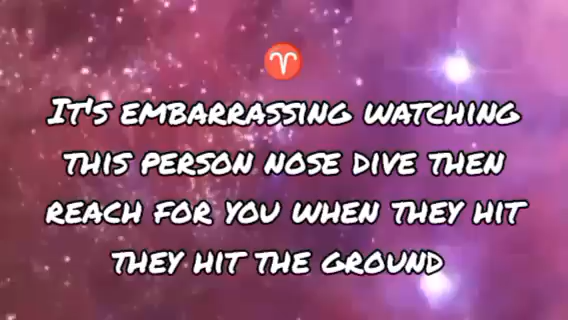 ♈
It's embarrassing watching
this person nose dive then
reach for you when they hit
they hit the ground